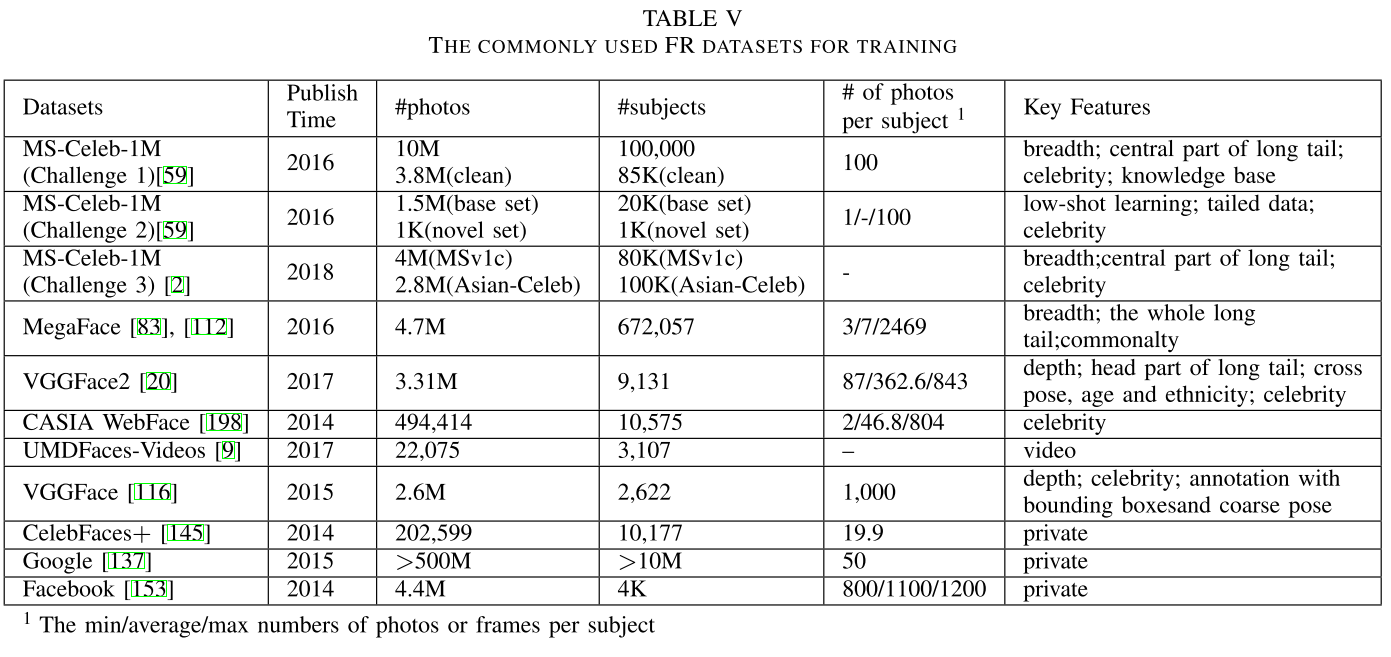 TABLE V
THE COMMONLY USED FR DATASETS FOR TRAINING
Datasets | Publish Time | #photos | #subjects | # of photos per subject 1 | Key Features
MS-Celeb-1M (Challenge 1)[59] | 2016 | 10M 3.8M(clean) | 100,000 85K(clean) | 100 | breadth; central part of long tail; celebrity; knowledge base
MS-Celeb-1M (Challenge 2)[59] | 2016 | 1.5M(base set) 1K(novel set) | 20K(base set) 1K(novel set) | 1/-/100 | low-shot learning; tailed data; celebrity
MS-Celeb-1M (Challenge 3) [2] | 2018 | 4M(MSv1c) 2.8M(Asian-Celeb) | 80K(MSv1c) 100K(Asian-Celeb) | - | breadth;central part of long tail; celebrity
MegaFace [83], [112] | 2016 | 4.7M | 672,057 | 3/7/2469 | breadth; the whole long tail;commonalty
VGGFace2 [20] | 2017 | 3.31M | 9,131 | 87/362.6/843 | depth; head part of long tail; cross pose, age and ethnicity; celebrity
CASIA WebFace [198] | 2014 | 494,414 | 10,575 | 2/46.8/804 | celebrity
UMDFaces-Videos [9] | 2017 | 22,075 | 3,107 | – | video
VGGFace [116] | 2015 | 2.6M | 2,622 | 1,000 | depth; celebrity; annotation with bounding boxesand coarse pose
CelebFaces+ [145] | 2014 | 202,599 | 10,177 | 19.9 | private
Google [137] | 2015 | >500M | >10M | 50 | private
Facebook [153] | 2014 | 4.4M | 4K | 800/1100/1200 | private
1 The min/average/max numbers of photos or frames per subject